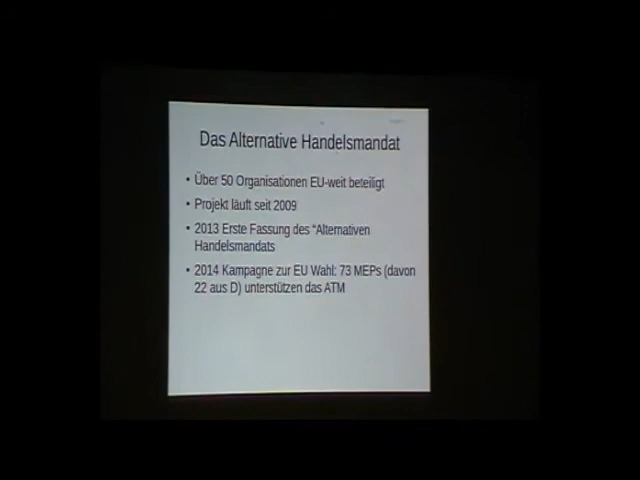 Das Alternative Handelsmandat
• Über 50 Organisationen EU-weit beteiligt
• Projekt läuft seit 2009
• 2013 Erste Fassung des “Alternativen
Handelsmandats
• 2014 Kampagne zur EU Wahl: 73 MEPs (davon
22 aus D) unterstützen das ATM